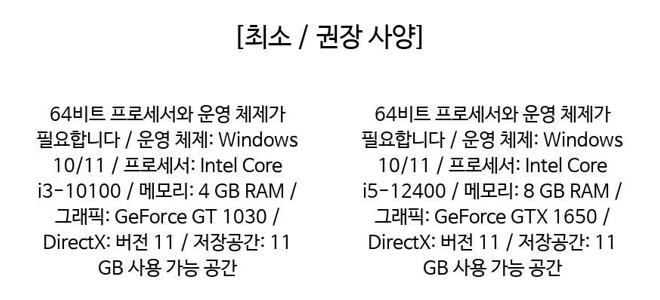 [최소 / 권장 사양]
64비트 프로세서와 운영 체제가
필요합니다 / 운영 체제: Windows
10/11 / 프로세서: Intel Core
i3-10100 / 메모리: 4 GB RAM /
그래픽: GeForce GT 1030 /
DirectX: 버전 11 / 저장공간: 11
GB 사용 가능 공간
64비트 프로세서와 운영 체제가
필요합니다 / 운영 체제: Windows
10/11 / 프로세서: Intel Core
i5-12400 / 메모리: 8 GB RAM /
그래픽: GeForce GTX 1650 /
DirectX: 버전 11 / 저장공간: 11
GB 사용 가능 공간